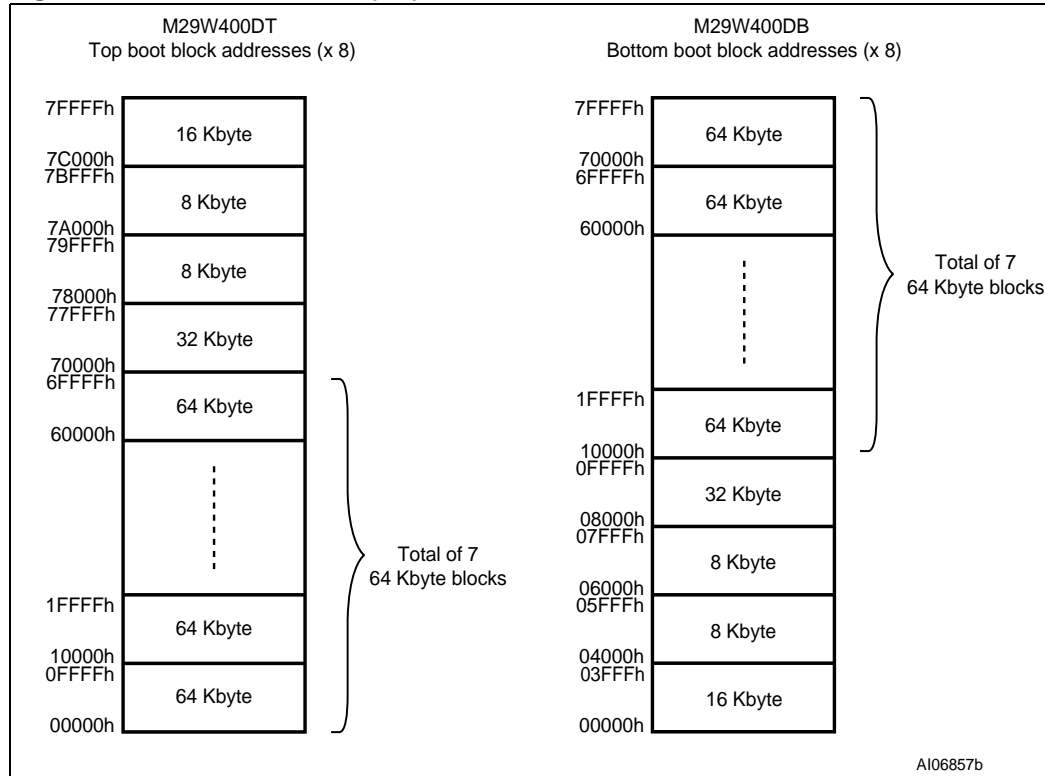 M29W400DT
Top boot block addresses (x 8)
7FFFFh
16 Kbyte
7C000h
7BFFFh
8 Kbyte
7A000h
79FFFh
8 Kbyte
78000h
77FFFh
32 Kbyte
70000h
6FFFFh
64 Kbyte
60000h
Total of 7
64 Kbyte blocks
1FFFFh
64 Kbyte
10000h
0FFFFh
64 Kbyte
00000h
M29W400DB
Bottom boot block addresses (x 8)
7FFFFh
64 Kbyte
70000h
6FFFFh
64 Kbyte
60000h
Total of 7
64 Kbyte blocks
1FFFFh
64 Kbyte
10000h
0FFFFh
32 Kbyte
08000h
07FFFh
8 Kbyte
06000h
05FFFh
8 Kbyte
04000h
03FFFh
16 Kbyte
00000h
AI06857b